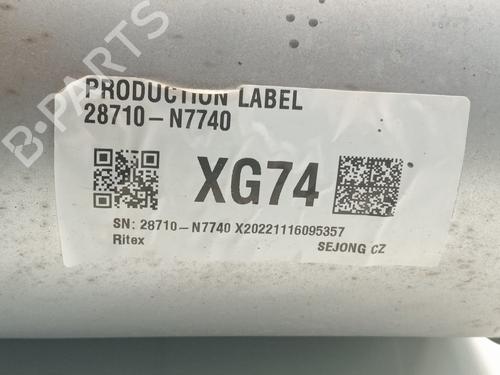 B-PARTS
PRODUCTION LABEL
28710-N7740
XG74
SN: 28710-N7740 X20221116095357
Ritex SEJONG CZ